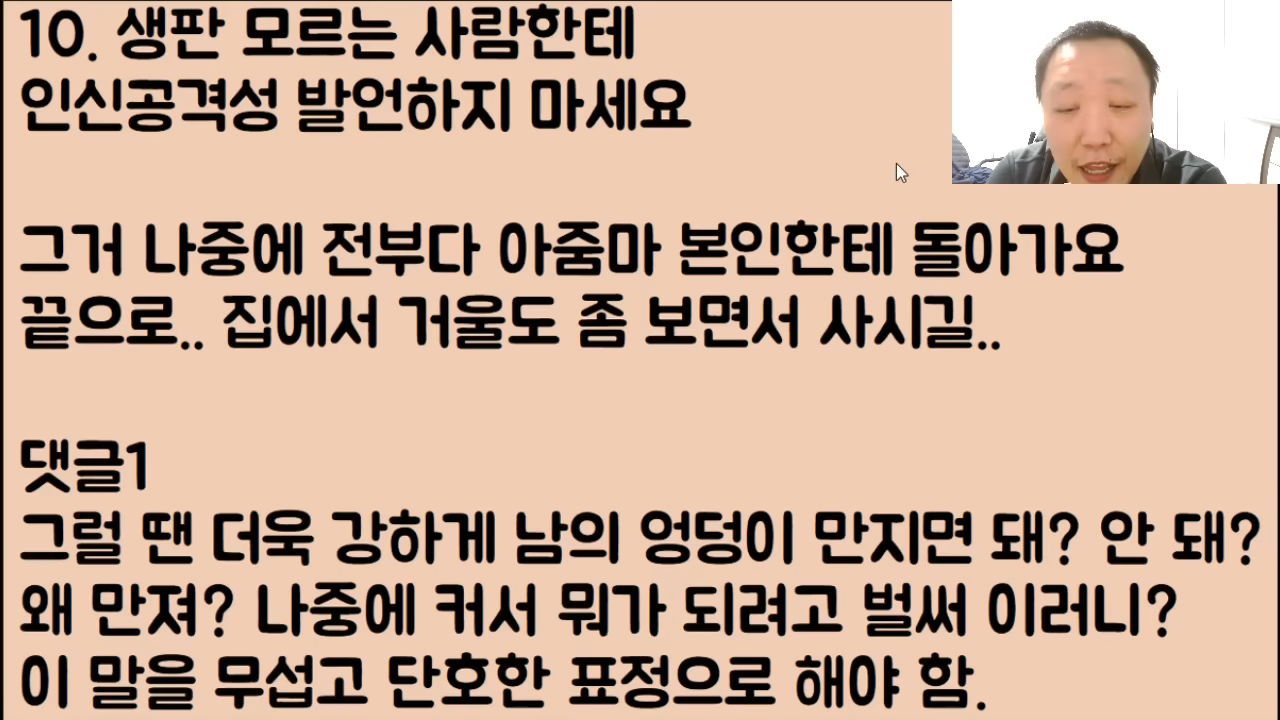 10. 생판 모르는 사람한테
인신공격성 발언하지 마세요
그거 나중에 전부다 아줌마 본인한테 돌아가요
끝으로.. 집에서 거울도 좀 보면서 사시길..
댓글1
그럴 땐 더욱 강하게 남의 엉덩이 만지면 돼? 안 돼?
왜 만져? 나중에 커서 뭐가 되려고 벌써 이러니?
이 말을 무섭고 단호한 표정으로 해야 함.